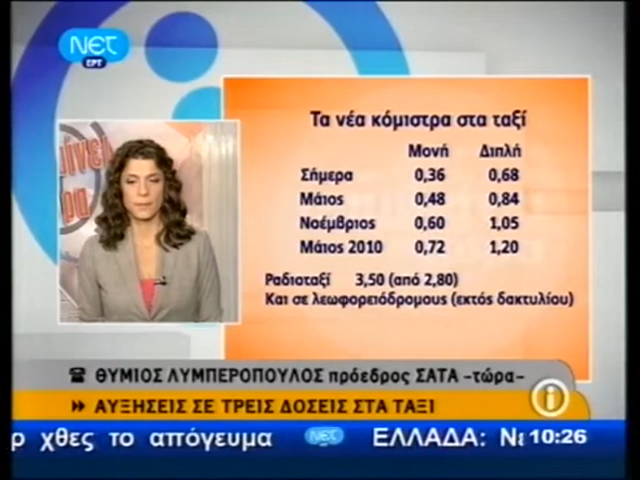 NET
ΕΡΤ
Τα νέα κόμιστρα στα ταξί
Μονή Διπλή
Σήμερα 0,36 0,68
Μάιος 0,48 0,84
Νοέμβριος 0,60 1,05
Μάιος 2010 0,72 1,20
Ραδιοταξί 3,50 (από 2,80)
Και σε λεωφορειόδρομους (εκτός δακτυλίου)
ΘΥΜΙΟΣ ΛΥΜΠΕΡΟΠΟΥΛΟΣ πρόεδρος ΣΑΤΑ -τώρα-
ΑΥΞΗΣΕΙΣ ΣΕ ΤΡΕΙΣ ΔΟΣΕΙΣ ΣΤΑ ΤΑΞΙ
χθες το απόγευμα NET ΕΛΛΑΔΑ: 10:26